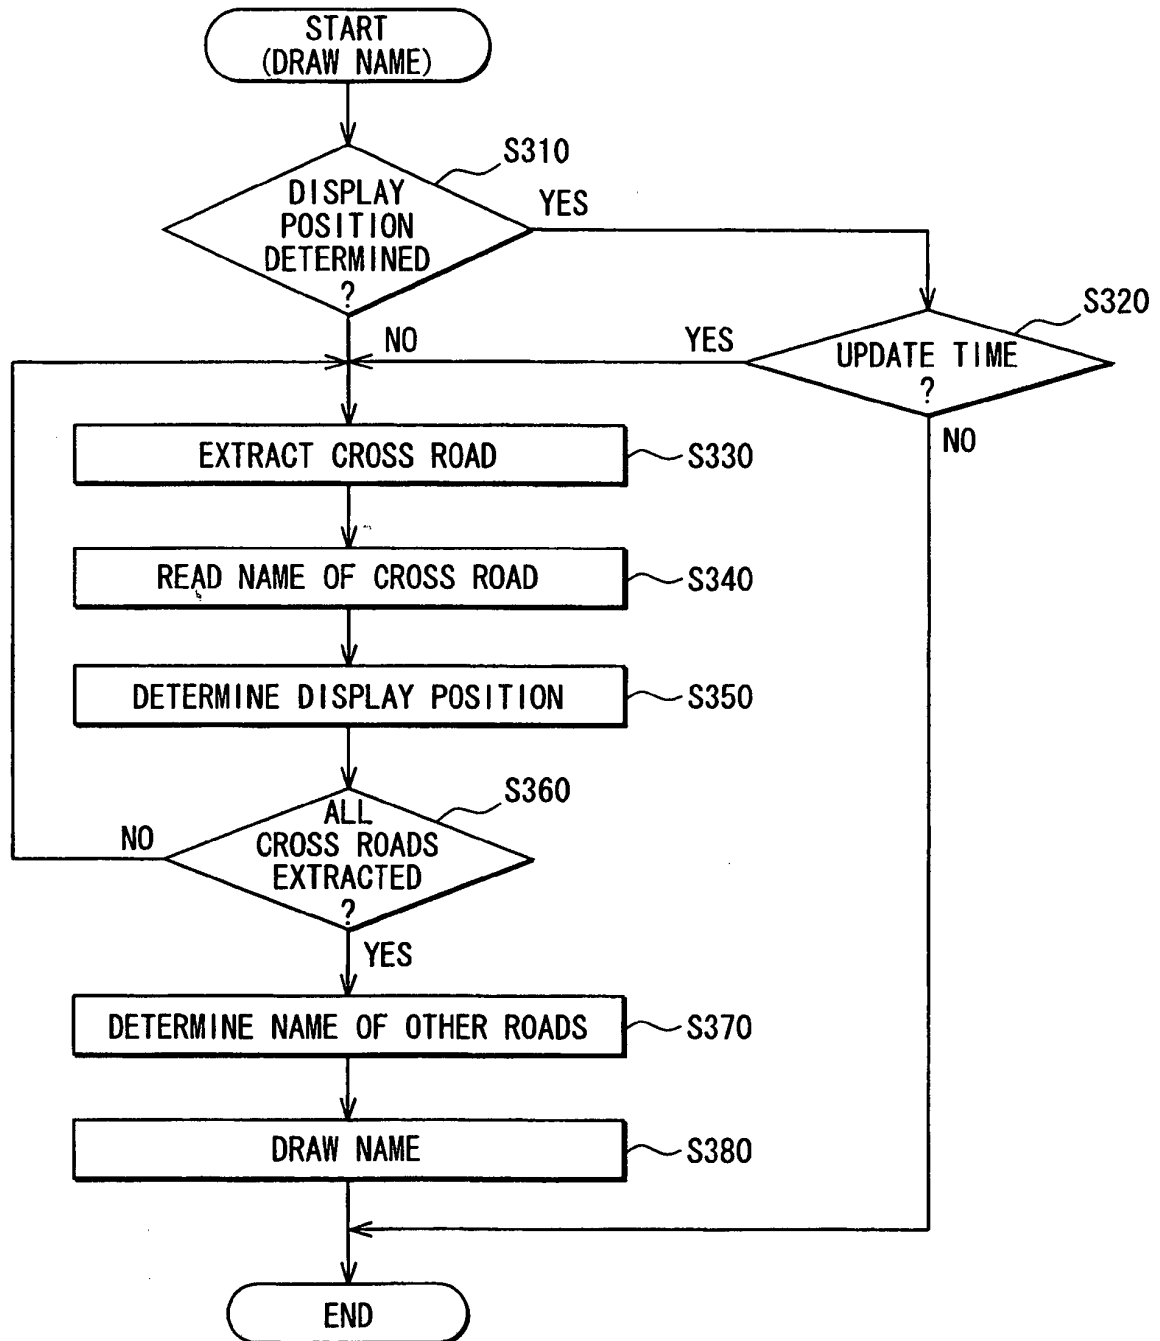 START
(DRAW NAME)
S310
DISPLAY
POSITION
DETERMINED
?
YES
NO
S320
UPDATE TIME
?
YES
NO
EXTRACT CROSS ROAD
S330
READ NAME OF CROSS ROAD
S340
DETERMINE DISPLAY POSITION
S350
S360
ALL
CROSS ROADS
EXTRACTED
?
NO
YES
DETERMINE NAME OF OTHER ROADS
S370
DRAW NAME
S380
END